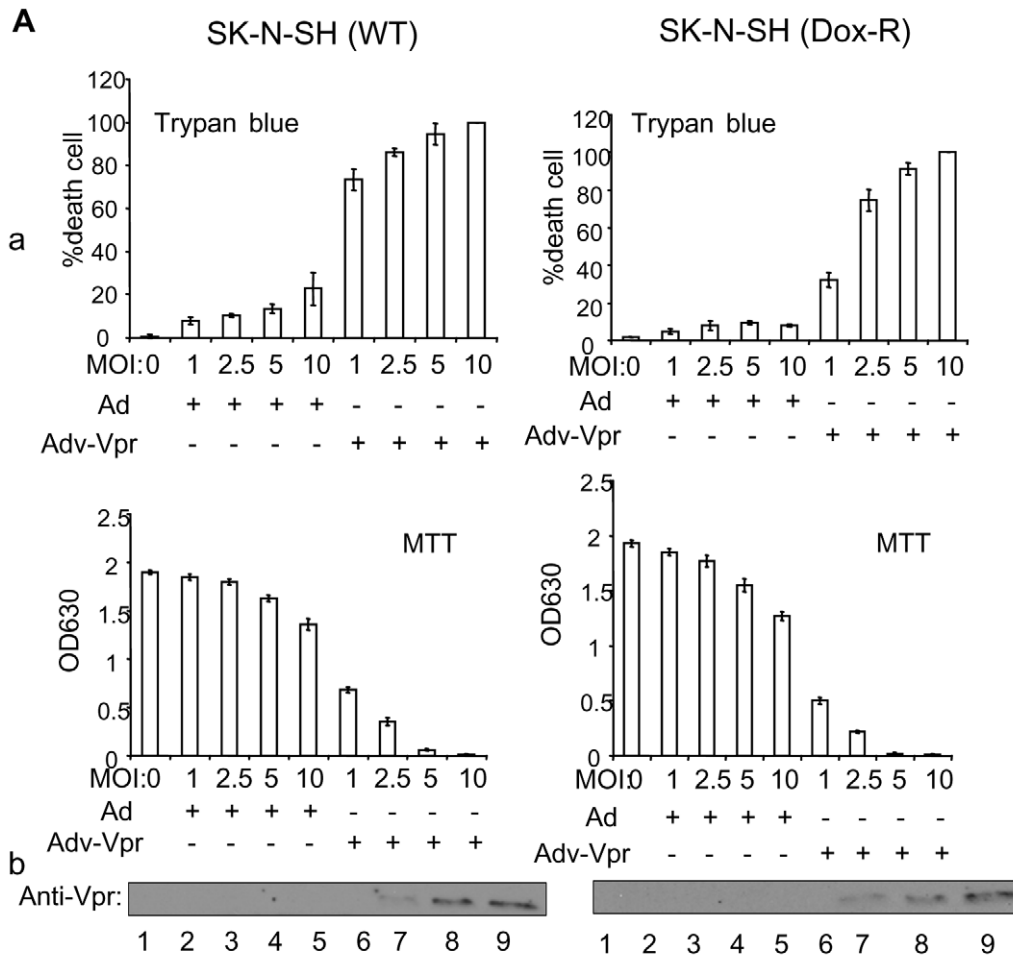 A
SK-N-SH (WT)
SK-N-SH (Dox-R)
a
Trypan blue
%death cell
120
100
80
60
40
20
0
MOI:0 1 2.5 5 10 1 2.5 5 10
Ad + + + + - - - -
Adv-Vpr - - - - + + + +
Trypan blue
%death cell
120
100
80
60
40
20
0
MOI:0 1 2.5 5 10 1 2.5 5 10
Ad + + + + - - - -
Adv-Vpr - - - - + + + +
MTT
OD630
2.5
2
1.5
1
0.5
0
MOI:0 1 2.5 5 10 1 2.5 5 10
Ad + + + + - - - -
Adv-Vpr - - - - + + + +
MTT
OD630
2.5
2
1.5
1
0.5
0
MOI:0 1 2.5 5 10 1 2.5 5 10
Ad + + + + - - - -
Adv-Vpr - - - - + + + +
b
Anti-Vpr:
1 2 3 4 5 6 7 8 9
1 2 3 4 5 6 7 8 9